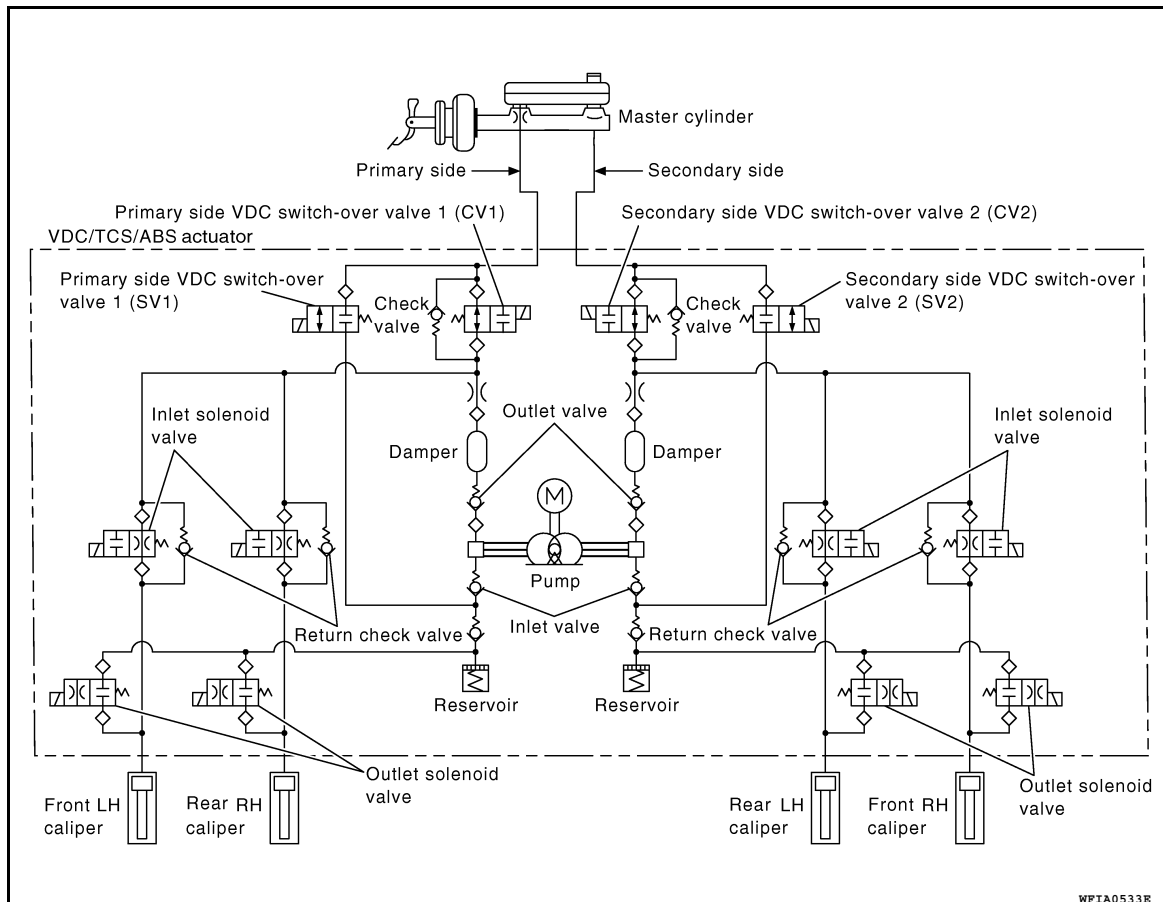 Master cylinder
Primary side
Secondary side
Primary side VDC switch-over valve 1 (CV1)
Secondary side VDC switch-over valve 2 (CV2)
VDC/TCS/ABS actuator
Primary side VDC switch-over
valve 1 (SV1)
Check
valve
Check
valve
Secondary side VDC switch-over
valve 2 (SV2)
Inlet solenoid
valve
Outlet valve
Inlet solenoid
valve
Damper
Damper
M
Pump
Return check valve
Inlet valve
Return check valve
Reservoir
Reservoir
Outlet solenoid
valve
Outlet solenoid
valve
Front LH
caliper
Rear RH
caliper
Rear LH
caliper
Front RH
caliper
WFIA0533E